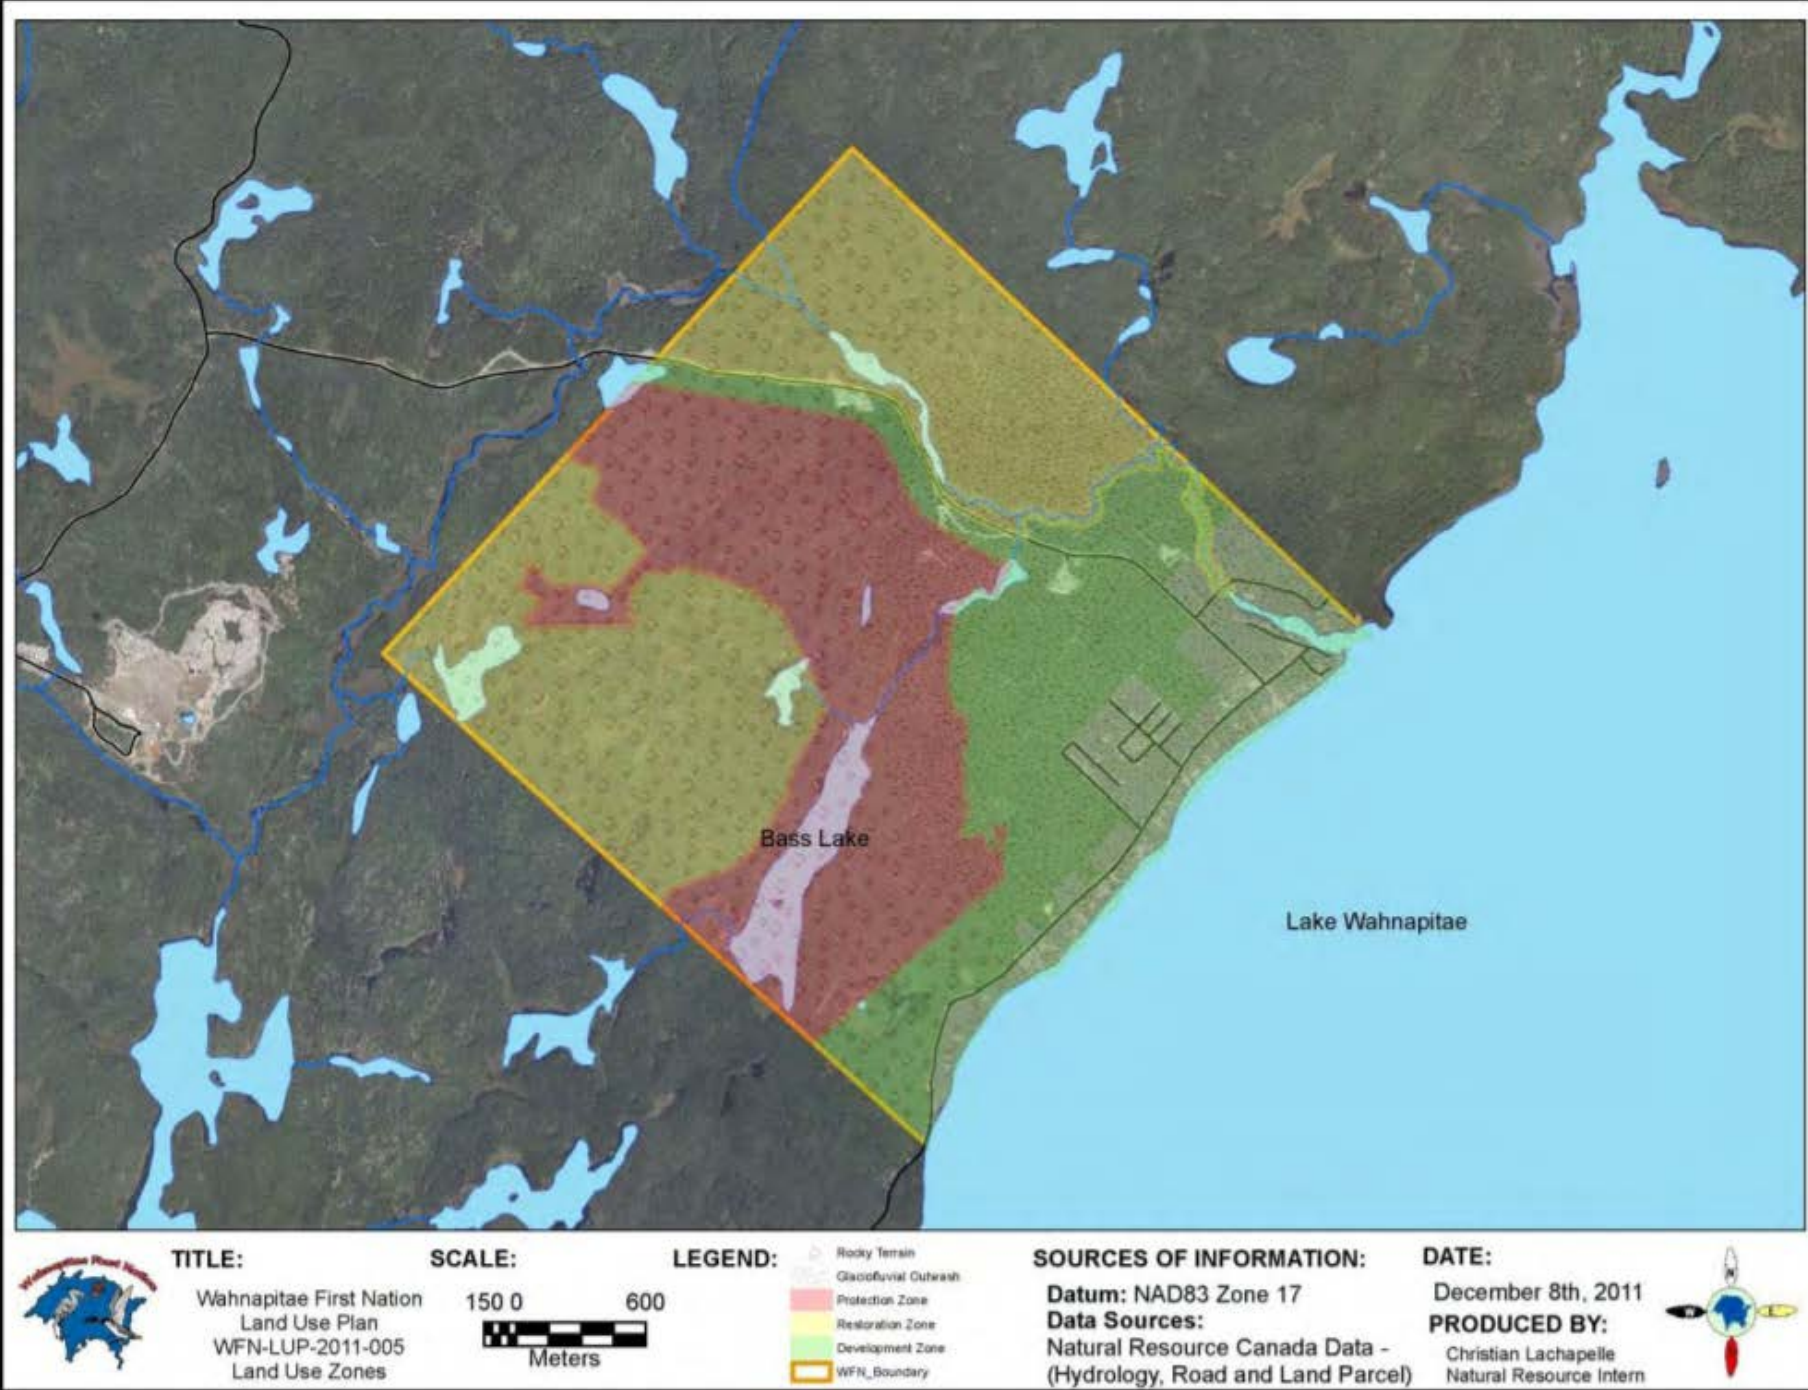 Bass Lake
Lake Wahnapitae
Wahnapitae First Nation
TITLE:
Wahnapitae First Nation
Land Use Plan
WFN-LUP-2011-005
Land Use Zones
SCALE:
150 0 600
Meters
LEGEND:
Rocky Terrain
Glaciofluvial Outwash
Protection Zone
Restoration Zone
Development Zone
WFN_Boundary
SOURCES OF INFORMATION:
Datum: NAD83 Zone 17
Data Sources:
Natural Resource Canada Data -
(Hydrology, Road and Land Parcel)
DATE:
December 8th, 2011
PRODUCED BY:
Christian Lachapelle
Natural Resource Intern
N
W
E